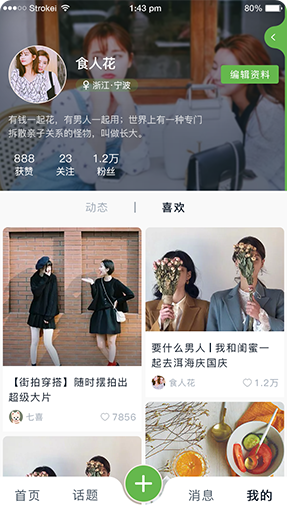 Strokei
1:43 pm
80%
食人花
浙江·宁波
编辑资料
有钱一起花，有男人一起用；世界上有一种专门
拆散亲子关系的怪物，叫做长大。
888
23
1.2万
获赞
关注
粉丝
动态
喜欢
【街拍穿搭】随时摆拍出
超级大片
七喜
7856
要什么男人 | 我和闺蜜一
起去洱海庆国庆
食人花
1.2万
首页
话题
消息
我的